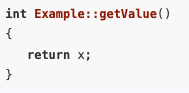 int Example::getValue()
{
   return x;
}